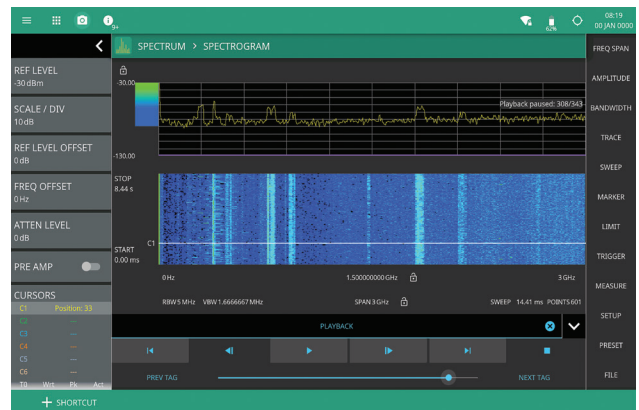 9+
62%
08:19
00 JAN 0000
SPECTRUM > SPECTROGRAM
FREQ SPAN
REF LEVEL
-30 dBm
-30.00
AMPLITUDE
SCALE / DIV
10 dB
Playback paused: 308/343
BANDWIDTH
REF LEVEL OFFSET
0 dB
-130.00
TRACE
FREQ OFFSET
0 Hz
STOP
8.44 s
SWEEP
MARKER
ATTEN LEVEL
0 dB
LIMIT
PRE AMP
START
0.00 ms
C1
TRIGGER
0 Hz
1.500000000 GHz
3 GHz
MEASURE
CURSORS
C1 Position: 33
C2 ---
C3 ---
C4 ---
C5 ---
C6 ---
T0 Wrt Pk Act
RBW 5 MHz VBW 1.6666667 MHz
SPAN 3 GHz
SWEEP 14.41 ms POINTS 601
SETUP
PLAYBACK
PRESET
PREV TAG
NEXT TAG
FILE
+ SHORTCUT